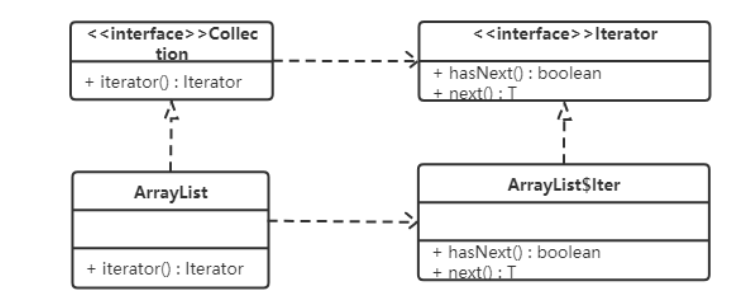 <<interface>>Collec
tion
+ iterator() : Iterator
<<interface>>Iterator
+ hasNext() : boolean
+ next() : T
ArrayList
+ iterator() : Iterator
ArrayList$Iter
+ hasNext() : boolean
+ next() : T